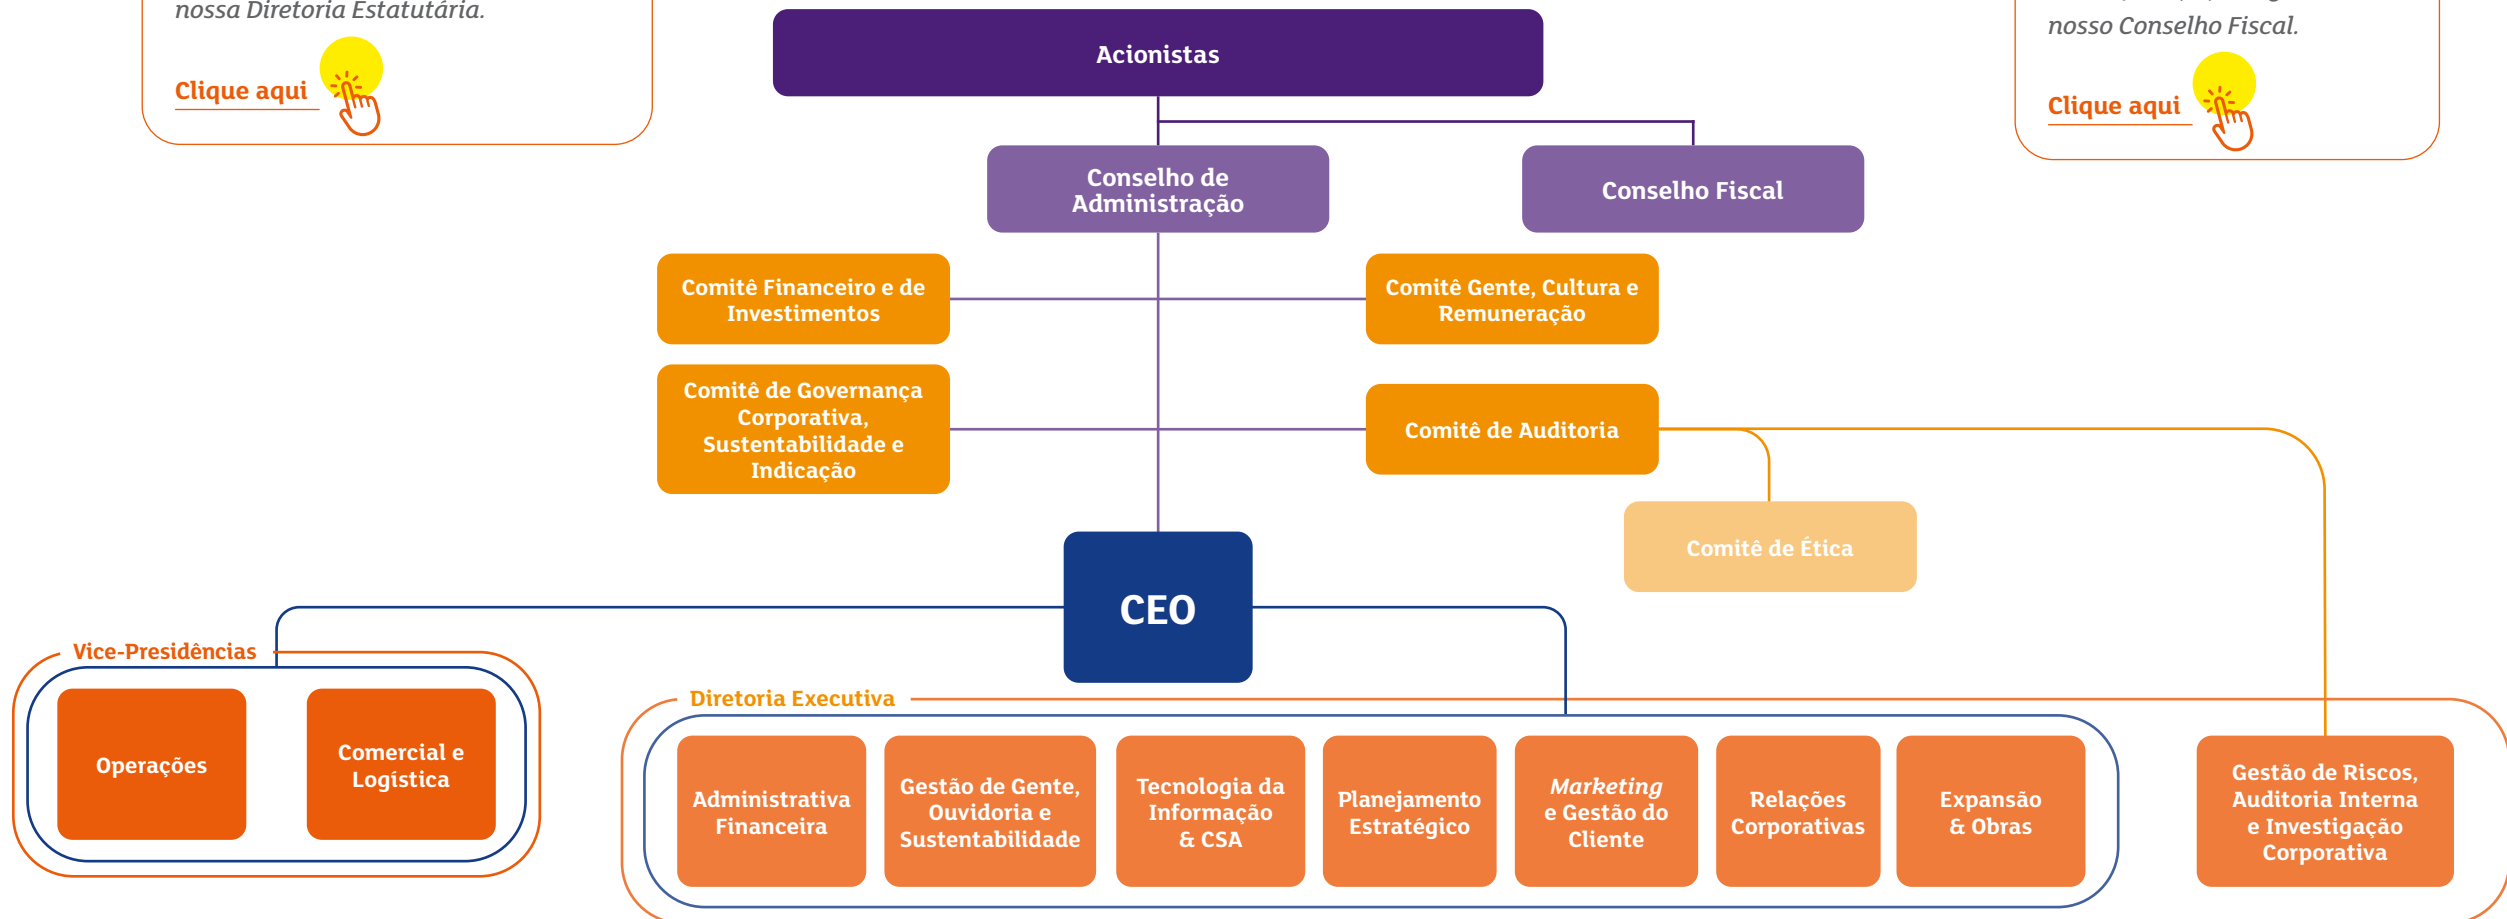 nossa Diretoria Estatutária.
Clique aqui
nosso Conselho Fiscal.
Clique aqui
Acionistas
Conselho de
Administração
Conselho Fiscal
Comitê Financeiro e de
Investimentos
Comitê Gente, Cultura e
Remuneração
Comitê de Governança
Corporativa,
Sustentabilidade e
Indicação
Comitê de Auditoria
Comitê de Ética
CEO
Vice-Presidências
Operações
Comercial e
Logística
Diretoria Executiva
Administrativa
Financeira
Gestão de Gente,
Ouvidoria e
Sustentabilidade
Tecnologia da
Informação
& CSA
Planejamento
Estratégico
Marketing
e Gestão do
Cliente
Relações
Corporativas
Expansão
& Obras
Gestão de Riscos,
Auditoria Interna
e Investigação
Corporativa